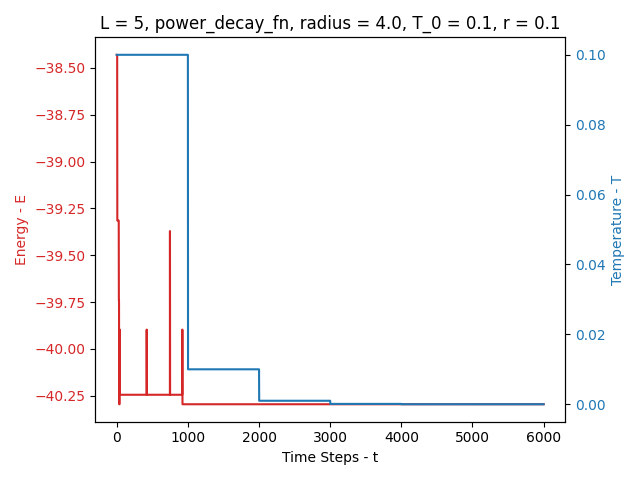 L = 5, power_decay_fn, radius = 4.0, T_0 = 0.1, r = 0.1
−38.50
−38.75
−39.00
−39.25
−39.50
−39.75
−40.00
−40.25
Energy - E
0.10
0.08
0.06
0.04
0.02
0.00
Temperature - T
0 1000 2000 3000 4000 5000 6000
Time Steps - t